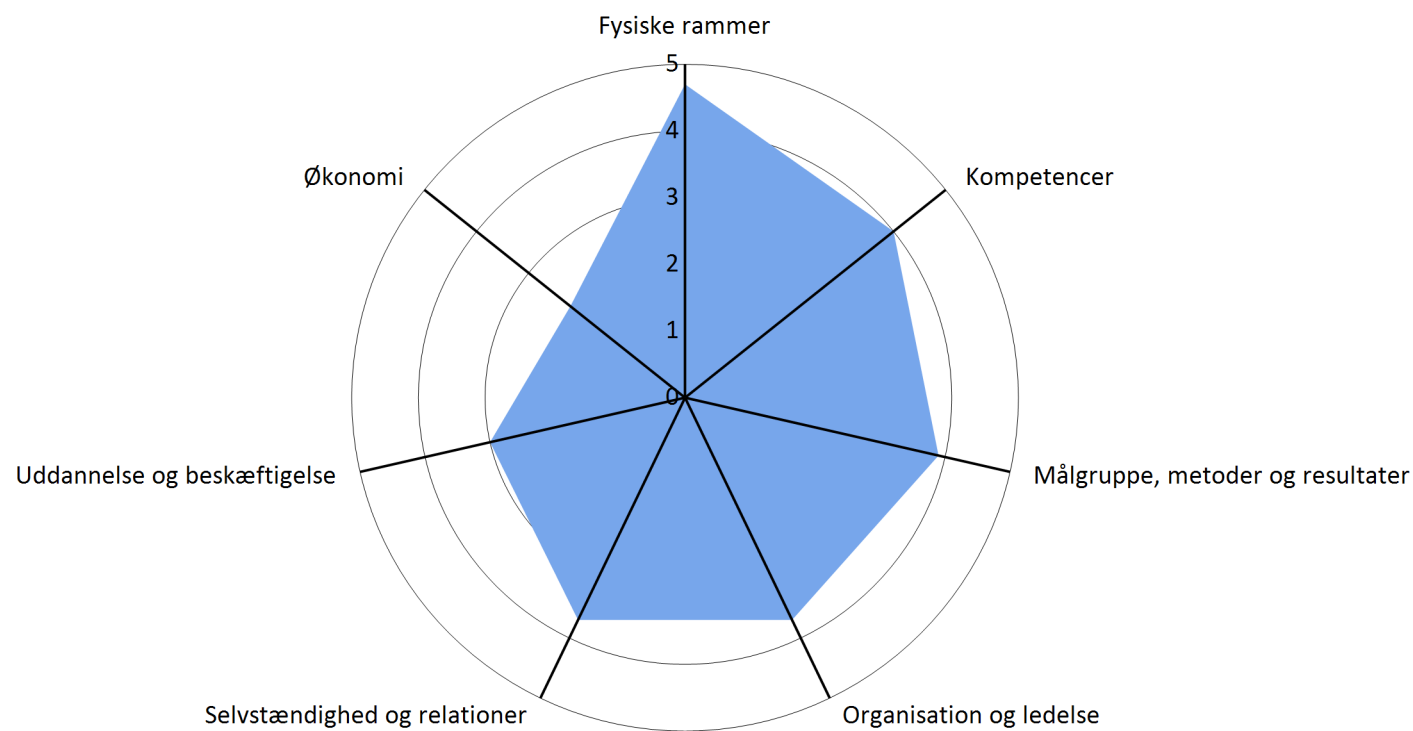 Fysiske rammer
5
4
Økonomi
Kompetencer
3
2
1
0
Uddannelse og beskæftigelse
Målgruppe, metoder og resultater
Selvstændighed og relationer
Organisation og ledelse